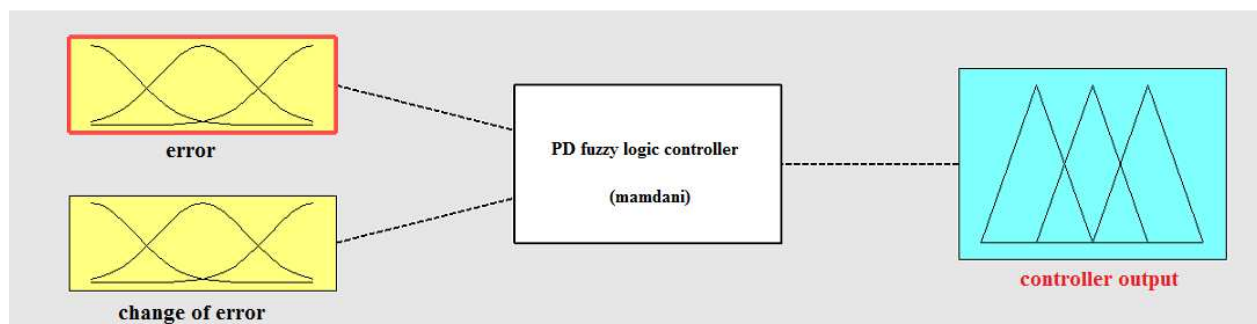 error
change of error
PD fuzzy logic controller
(mamdani)
controller output